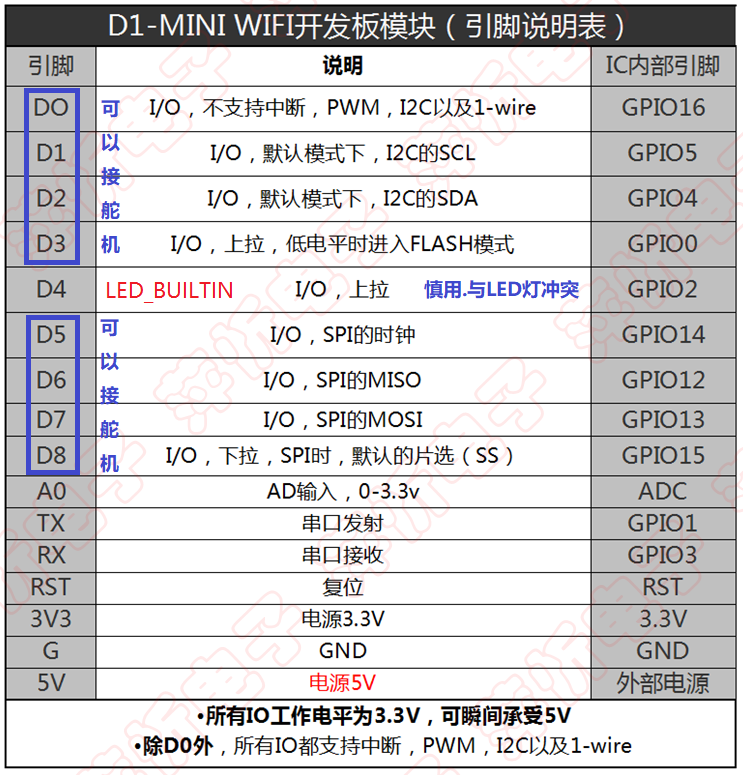 D1-MINI WIFI开发板模块（引脚说明表）
引脚 说明 IC内部引脚
DO I/O，不支持中断，PWM，I2C以及1-wire GPIO16
D1 I/O，默认模式下，I2C的SCL GPIO5
D2 I/O，默认模式下，I2C的SDA GPIO4
D3 I/O，上拉，低电平时进入FLASH模式 GPIO0
可以接舵机
D4 LED_BUILTIN I/O，上拉 慎用.与LED灯冲突 GPIO2
D5 I/O，SPI的时钟 GPIO14
D6 I/O，SPI的MISO GPIO12
D7 I/O，SPI的MOSI GPIO13
D8 I/O，下拉，SPI时，默认的片选（SS） GPIO15
可以接舵机
A0 AD输入，0-3.3v ADC
TX 串口发射 GPIO1
RX 串口接收 GPIO3
RST 复位 RST
3V3 电源3.3V 3.3V
G GND GND
5V 电源5V 外部电源
•所有IO工作电平为3.3V，可瞬间承受5V
•除D0外，所有IO都支持中断，PWM，I2C以及1-wire